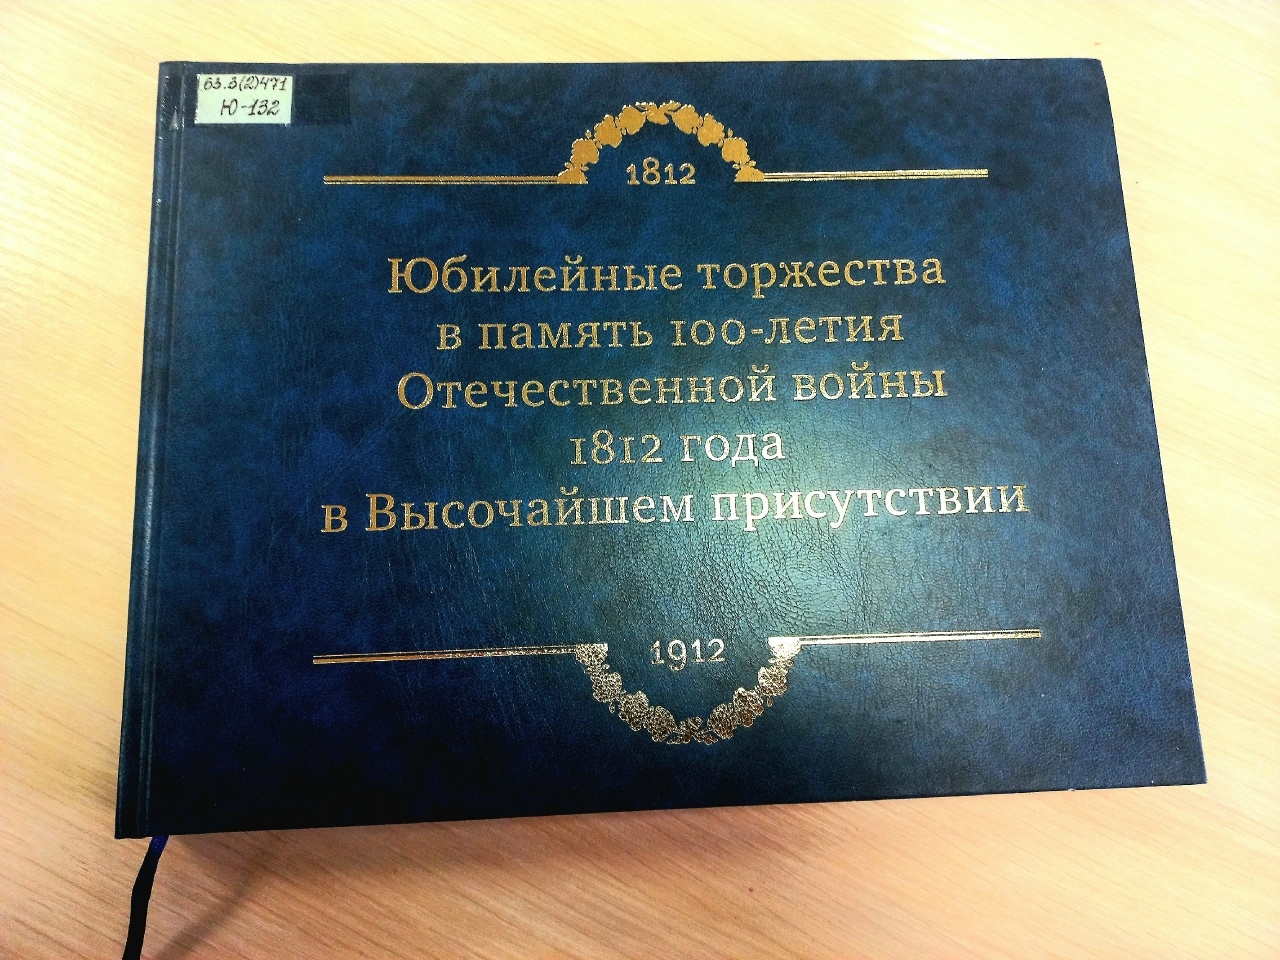 63.3(2)471
Ю-132
1812
Юбилейные торжества
в память 100-летия
Отечественной войны
1812 года
в Высочайшем присутствии
1912